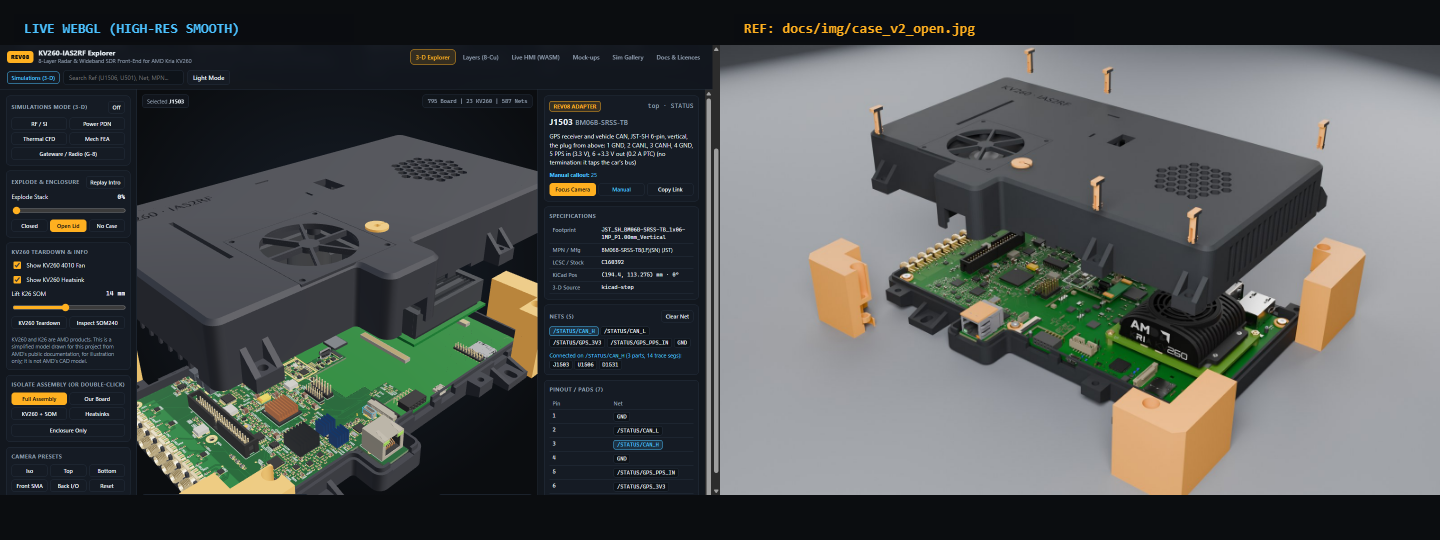 LIVE WEBGL (HIGH-RES SMOOTH)
REF: docs/img/case_v2_open.jpg
REV08
KV260-IAS2RF Explorer
8-Layer Radar & Wideband SDR Front-End for AMD Kria KV260
3-D Explorer
Layers (8-Cu)
Live HMI (WASM)
Mock-ups
Sim Gallery
Docs & Licences
Simulations (3-D)
Search Ref (U1506, U501), Net, MPN...
Light Mode
SIMULATIONS MODE (3-D)
Off
RF / SI
Power PDN
Thermal CFD
Mech FEA
Gateware / Radio (G-8)
EXPLODE & ENCLOSURE
Replay Intro
Explode Stack
0%
Closed
Open Lid
No Case
KV260 TEARDOWN & INFO
Show KV260 4010 Fan
Show KV260 Heatsink
Lift K26 SOM
14 mm
KV260 Teardown
Inspect SOM240
KV260 and K26 are AMD products. This is a
simplified model drawn for this project from
AMD's public documentation, for illustration
only; it is not AMD's CAD model.
ISOLATE ASSEMBLY (OR DOUBLE-CLICK)
Full Assembly
Our Board
KV260 + SOM
Heatsinks
Enclosure Only
CAMERA PRESETS
Iso
Top
Bottom
Front SMA
Back I/O
Reset
Selected J1503
795 Board | 23 KV260 | 587 Nets
REV08 ADAPTER
top · STATUS
J1503 BM06B-SRSS-TB
GPS receiver and vehicle CAN, JST-SH 6-pin, vertical,
the plug from above: 1 GND, 2 CANL, 3 CANH, 4 GND,
5 PPS in (3.3 V), 6 +3.3 V out (0.2 A PTC) (no
termination: it taps the car's bus)
Manual callout: 25
Focus Camera
Manual
Copy Link
SPECIFICATIONS
Footprint
JST_SH_BM06B-SRSS-TB_1x06-
1MP_P1.00mm_Vertical
MPN / Mfg
BM06B-SRSS-TB(LF)(SN) (JST)
LCSC / Stock
C160392
KiCad Pos
(194.4, 113.275) mm · 0°
3-D Source
kicad-step
NETS (5)
Clear Net
/STATUS/CAN_H
/STATUS/CAN_L
/STATUS/GPS_3V3
/STATUS/GPS_PPS_IN
GND
Connected on /STATUS/CAN_H (3 parts, 14 trace segs):
J1503
U1506
D1531
PINOUT / PADS (7)
Pin
Net
1
GND
2
/STATUS/CAN_L
3
/STATUS/CAN_H
4
GND
5
/STATUS/GPS_PPS_IN
6
/STATUS/GPS_3V3
KV260 · IAS2RF
AM
260